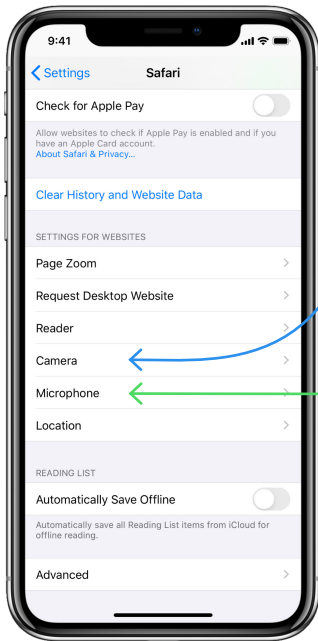 9:41
Settings
Safari
Check for Apple Pay
Allow websites to check if Apple Pay is enabled and if you
have an Apple Card account.
About Safari & Privacy...
Clear History and Website Data
SETTINGS FOR WEBSITES
Page Zoom
Request Desktop Website
Reader
Camera
Microphone
Location
READING LIST
Automatically Save Offline
Automatically save all Reading List items from iCloud for
offline reading.
Advanced